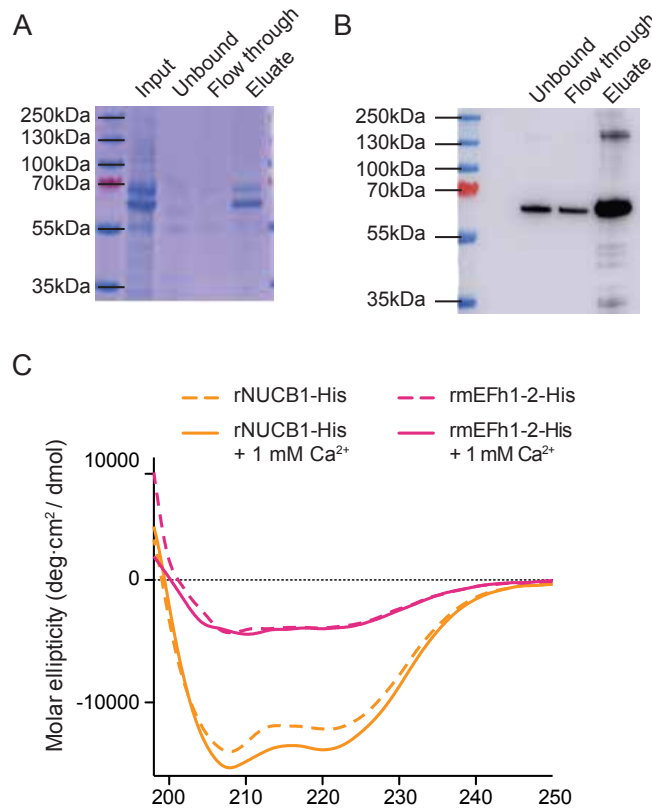 A
Input
Unbound
Flow through
Eluate
250kDa
130kDa
100kDa
70kDa
55kDa
35kDa
B
Unbound
Flow through
Eluate
250kDa
130kDa
100kDa
70kDa
55kDa
35kDa
C
rNUCB1-His
rmEFh1-2-His
rNUCB1-His
+ 1 mM Ca²⁺
rmEFh1-2-His
+ 1 mM Ca²⁺
Molar ellipticity (deg·cm² / dmol)
10000
0
-10000
200
210
220
230
240
250